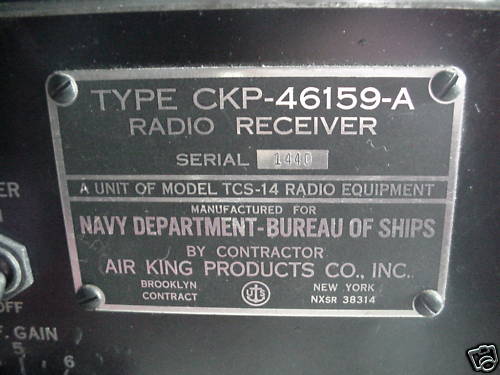 TYPE CKP-46159-A
RADIO RECEIVER
SERIAL 1440
A UNIT OF MODEL TCS-14 RADIO EQUIPMENT
MANUFACTURED FOR
NAVY DEPARTMENT-BUREAU OF SHIPS
BY CONTRACTOR
AIR KING PRODUCTS CO., INC.
BROOKLYN NEW YORK
CONTRACT NXSR 38314
OFF
GAIN
5
6